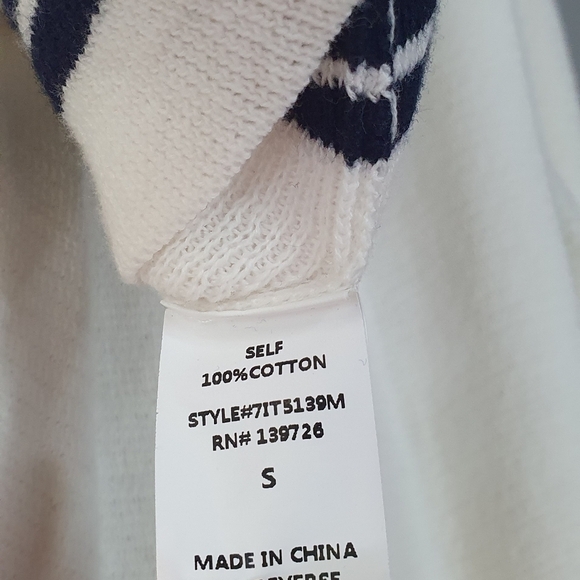 SELF
100%COTTON
STYLE#7IT5139M
RN# 139726
S
MADE IN CHINA